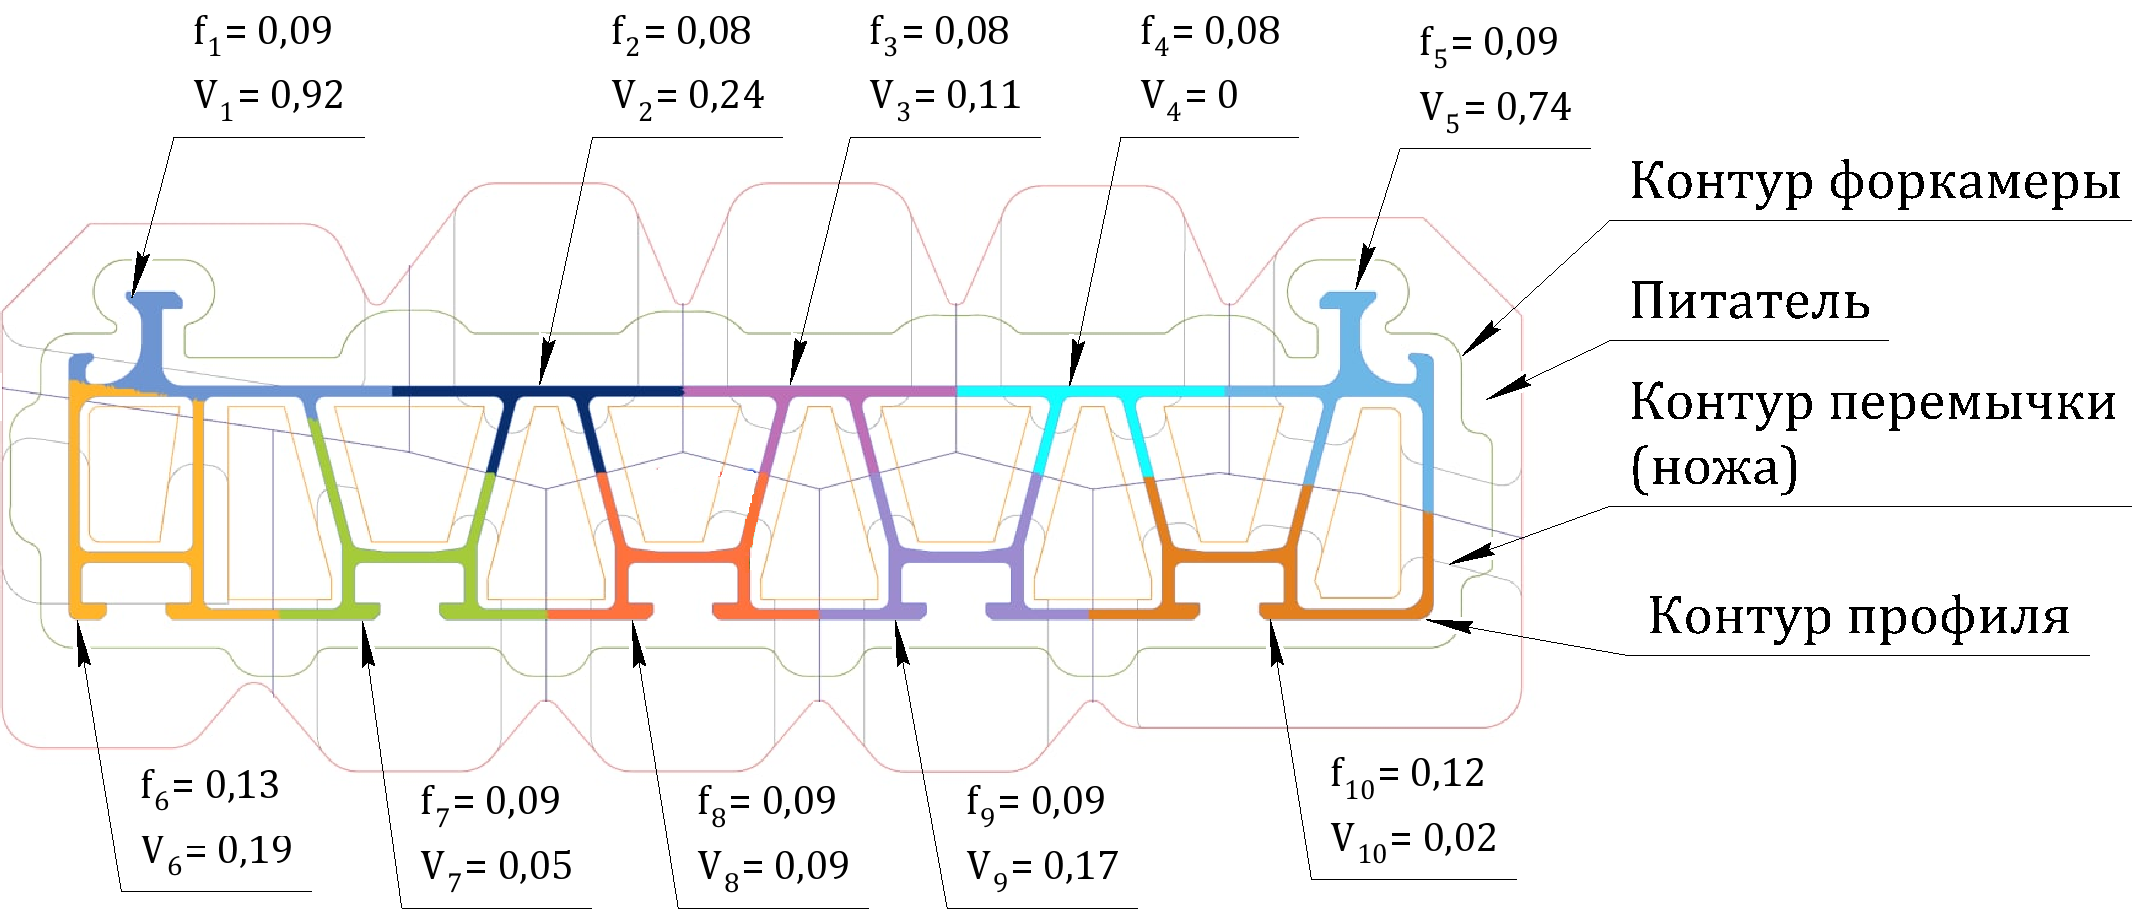 f₁= 0,09
V₁= 0,92
f₂= 0,08
V₂= 0,24
f₃= 0,08
V₃= 0,11
f₄= 0,08
V₄= 0
f₅= 0,09
V₅= 0,74
Контур форкамеры
Питатель
Контур перемычки
(ножа)
Контур профиля
f₆= 0,13
V₆= 0,19
f₇= 0,09
V₇= 0,05
f₈= 0,09
V₈= 0,09
f₉= 0,09
V₉= 0,17
f₁₀= 0,12
V₁₀= 0,02